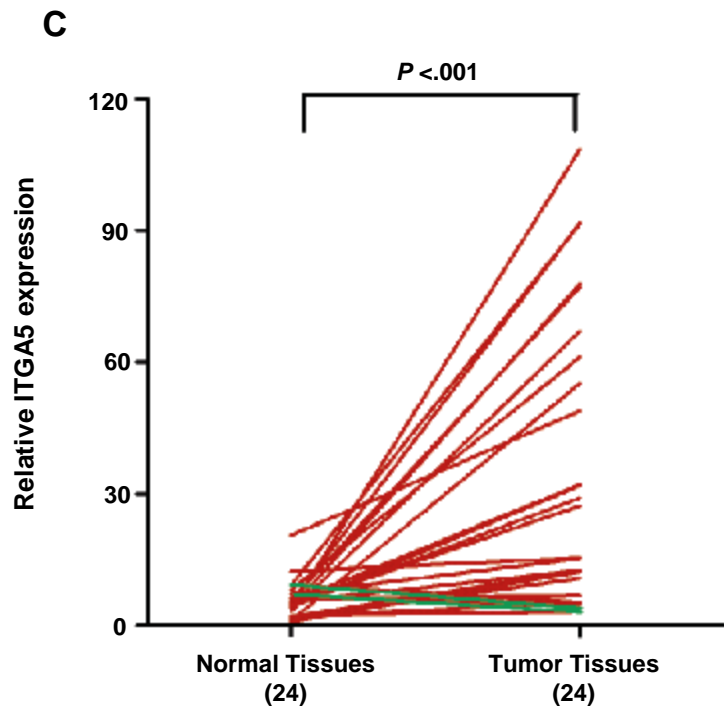 C
P <.001
120
90
60
30
0
Relative ITGA5 expression
Normal Tissues
(24)
Tumor Tissues
(24)